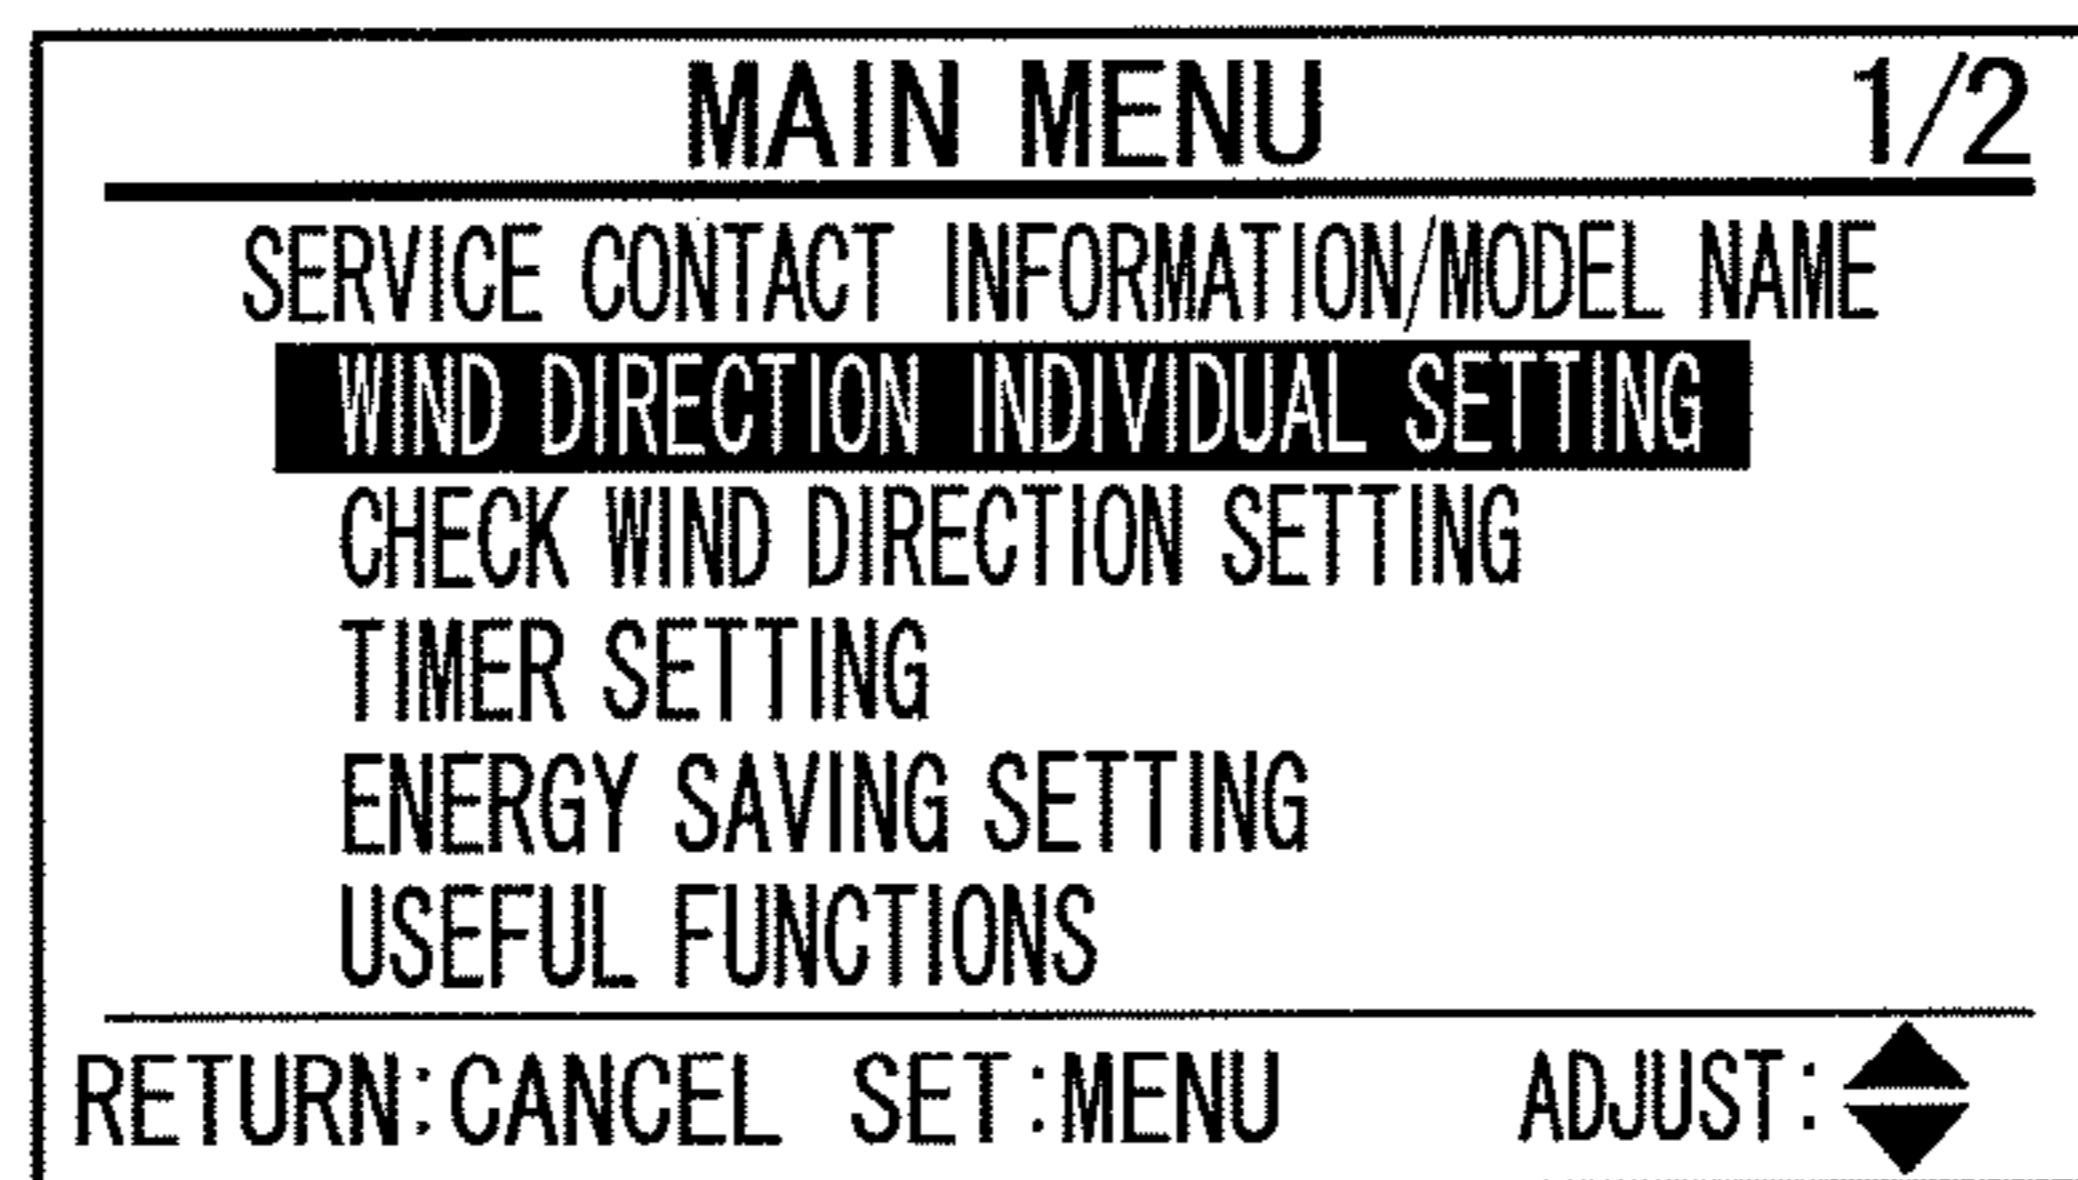 MAIN MENU 1/2
SERVICE CONTACT INFORMATION/MODEL NAME
WIND DIRECTION INDIVIDUAL SETTING
CHECK WIND DIRECTION SETTING
TIMER SETTING
ENERGY SAVING SETTING
USEFUL FUNCTIONS
RETURN:CANCEL SET:MENU ADJUST: